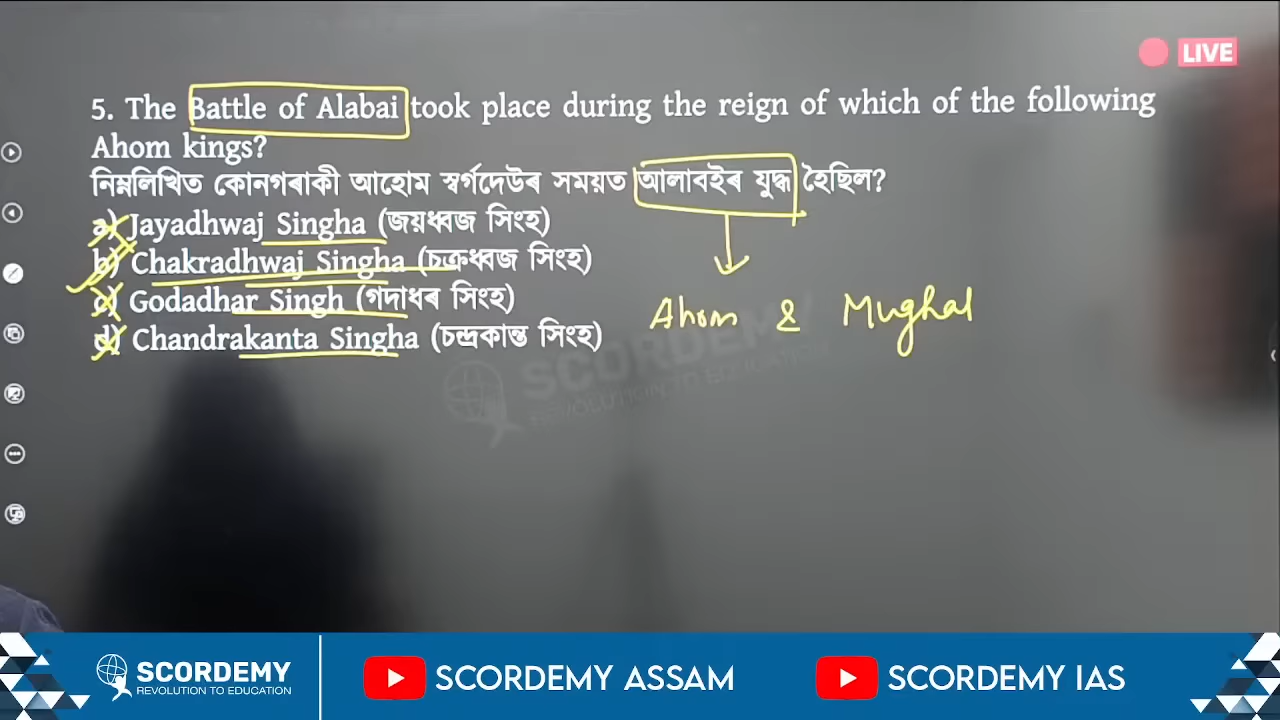 LIVE
5. The Battle of Alabai took place during the reign of which of the following
Ahom kings?
নিম্নলিখিত কোনগৰাকী আহোম স্বৰ্গদেউৰ সময়ত আলাবইৰ যুদ্ধ হৈছিল?
a) Jayadhwaj Singha (জয়ধ্বজ সিংহ)
b) Chakradhwaj Singha (চক্ৰধ্বজ সিংহ)
c) Godadhar Singh (গদাধৰ সিংহ)
d) Chandrakanta Singha (চন্দ্ৰকান্ত সিংহ)
Ahom & Mughal
SCORDEMY
REVOLUTION TO EDUCATION
SCORDEMY
REVOLUTION TO EDUCATION
SCORDEMY ASSAM
SCORDEMY IAS